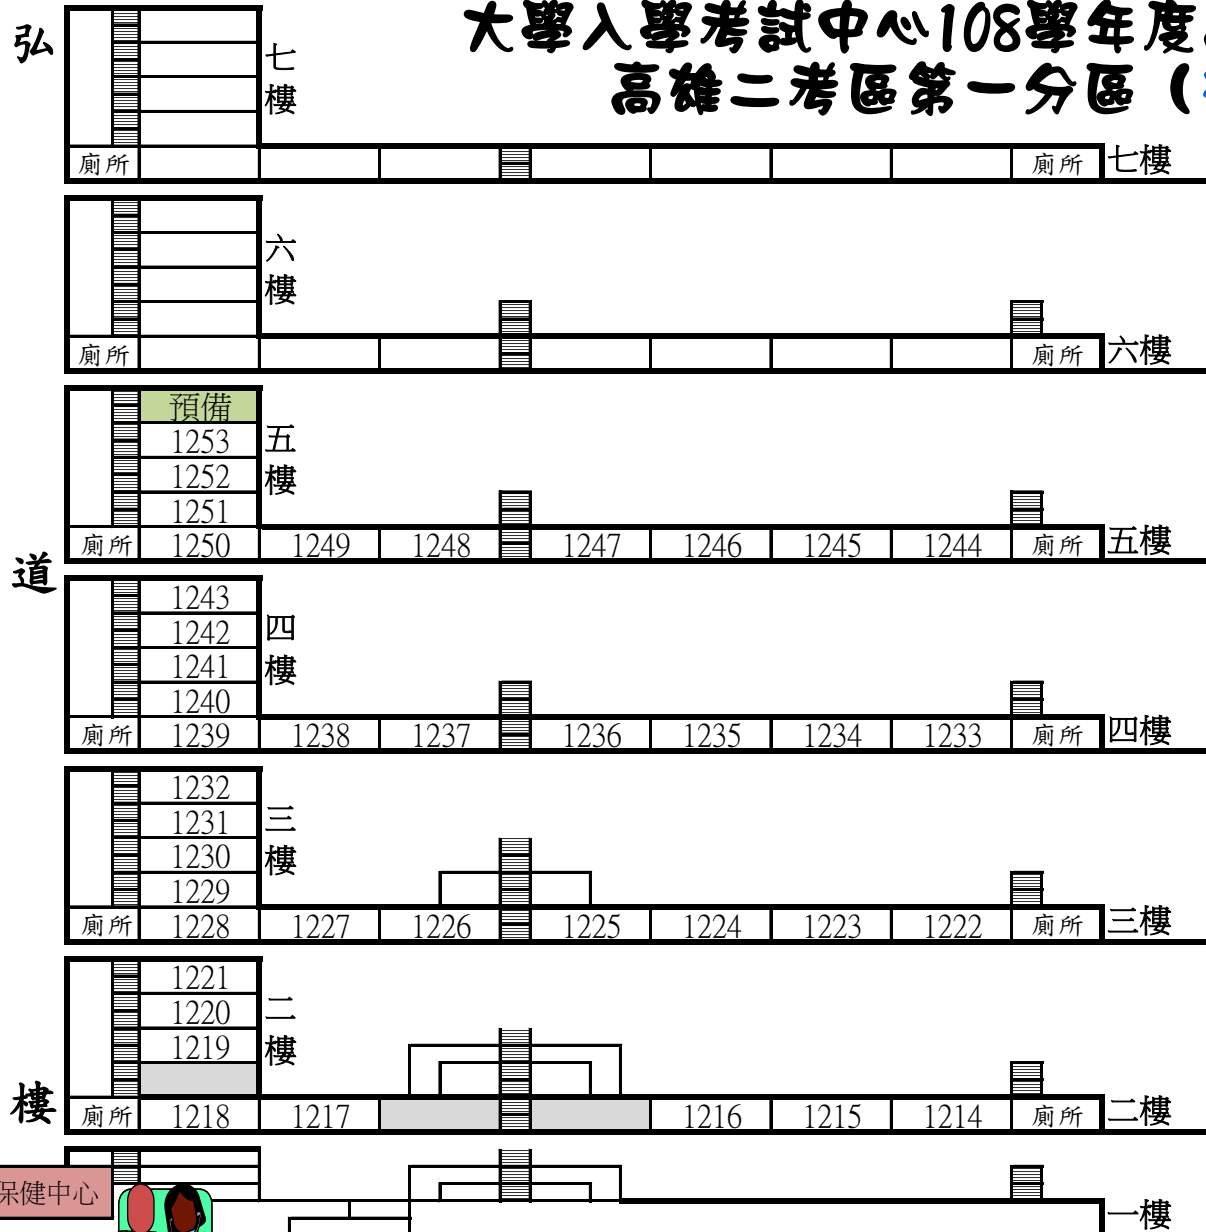 大學入學考試中心108學年度
高雄二考區第一分區（
弘
道
樓
七
樓
廁所
廁所
七樓
六
樓
廁所
廁所
六樓
預備
1253
1252
1251
五
樓
廁所 1250 1249 1248 1247 1246 1245 1244 廁所
五樓
1243
1242
1241
1240
四
樓
廁所 1239 1238 1237 1236 1235 1234 1233 廁所
四樓
1232
1231
1230
1229
三
樓
廁所 1228 1227 1226 1225 1224 1223 1222 廁所
三樓
1221
1220
1219
二
樓
廁所 1218 1217 1216 1215 1214 廁所
二樓
保健中心
一樓